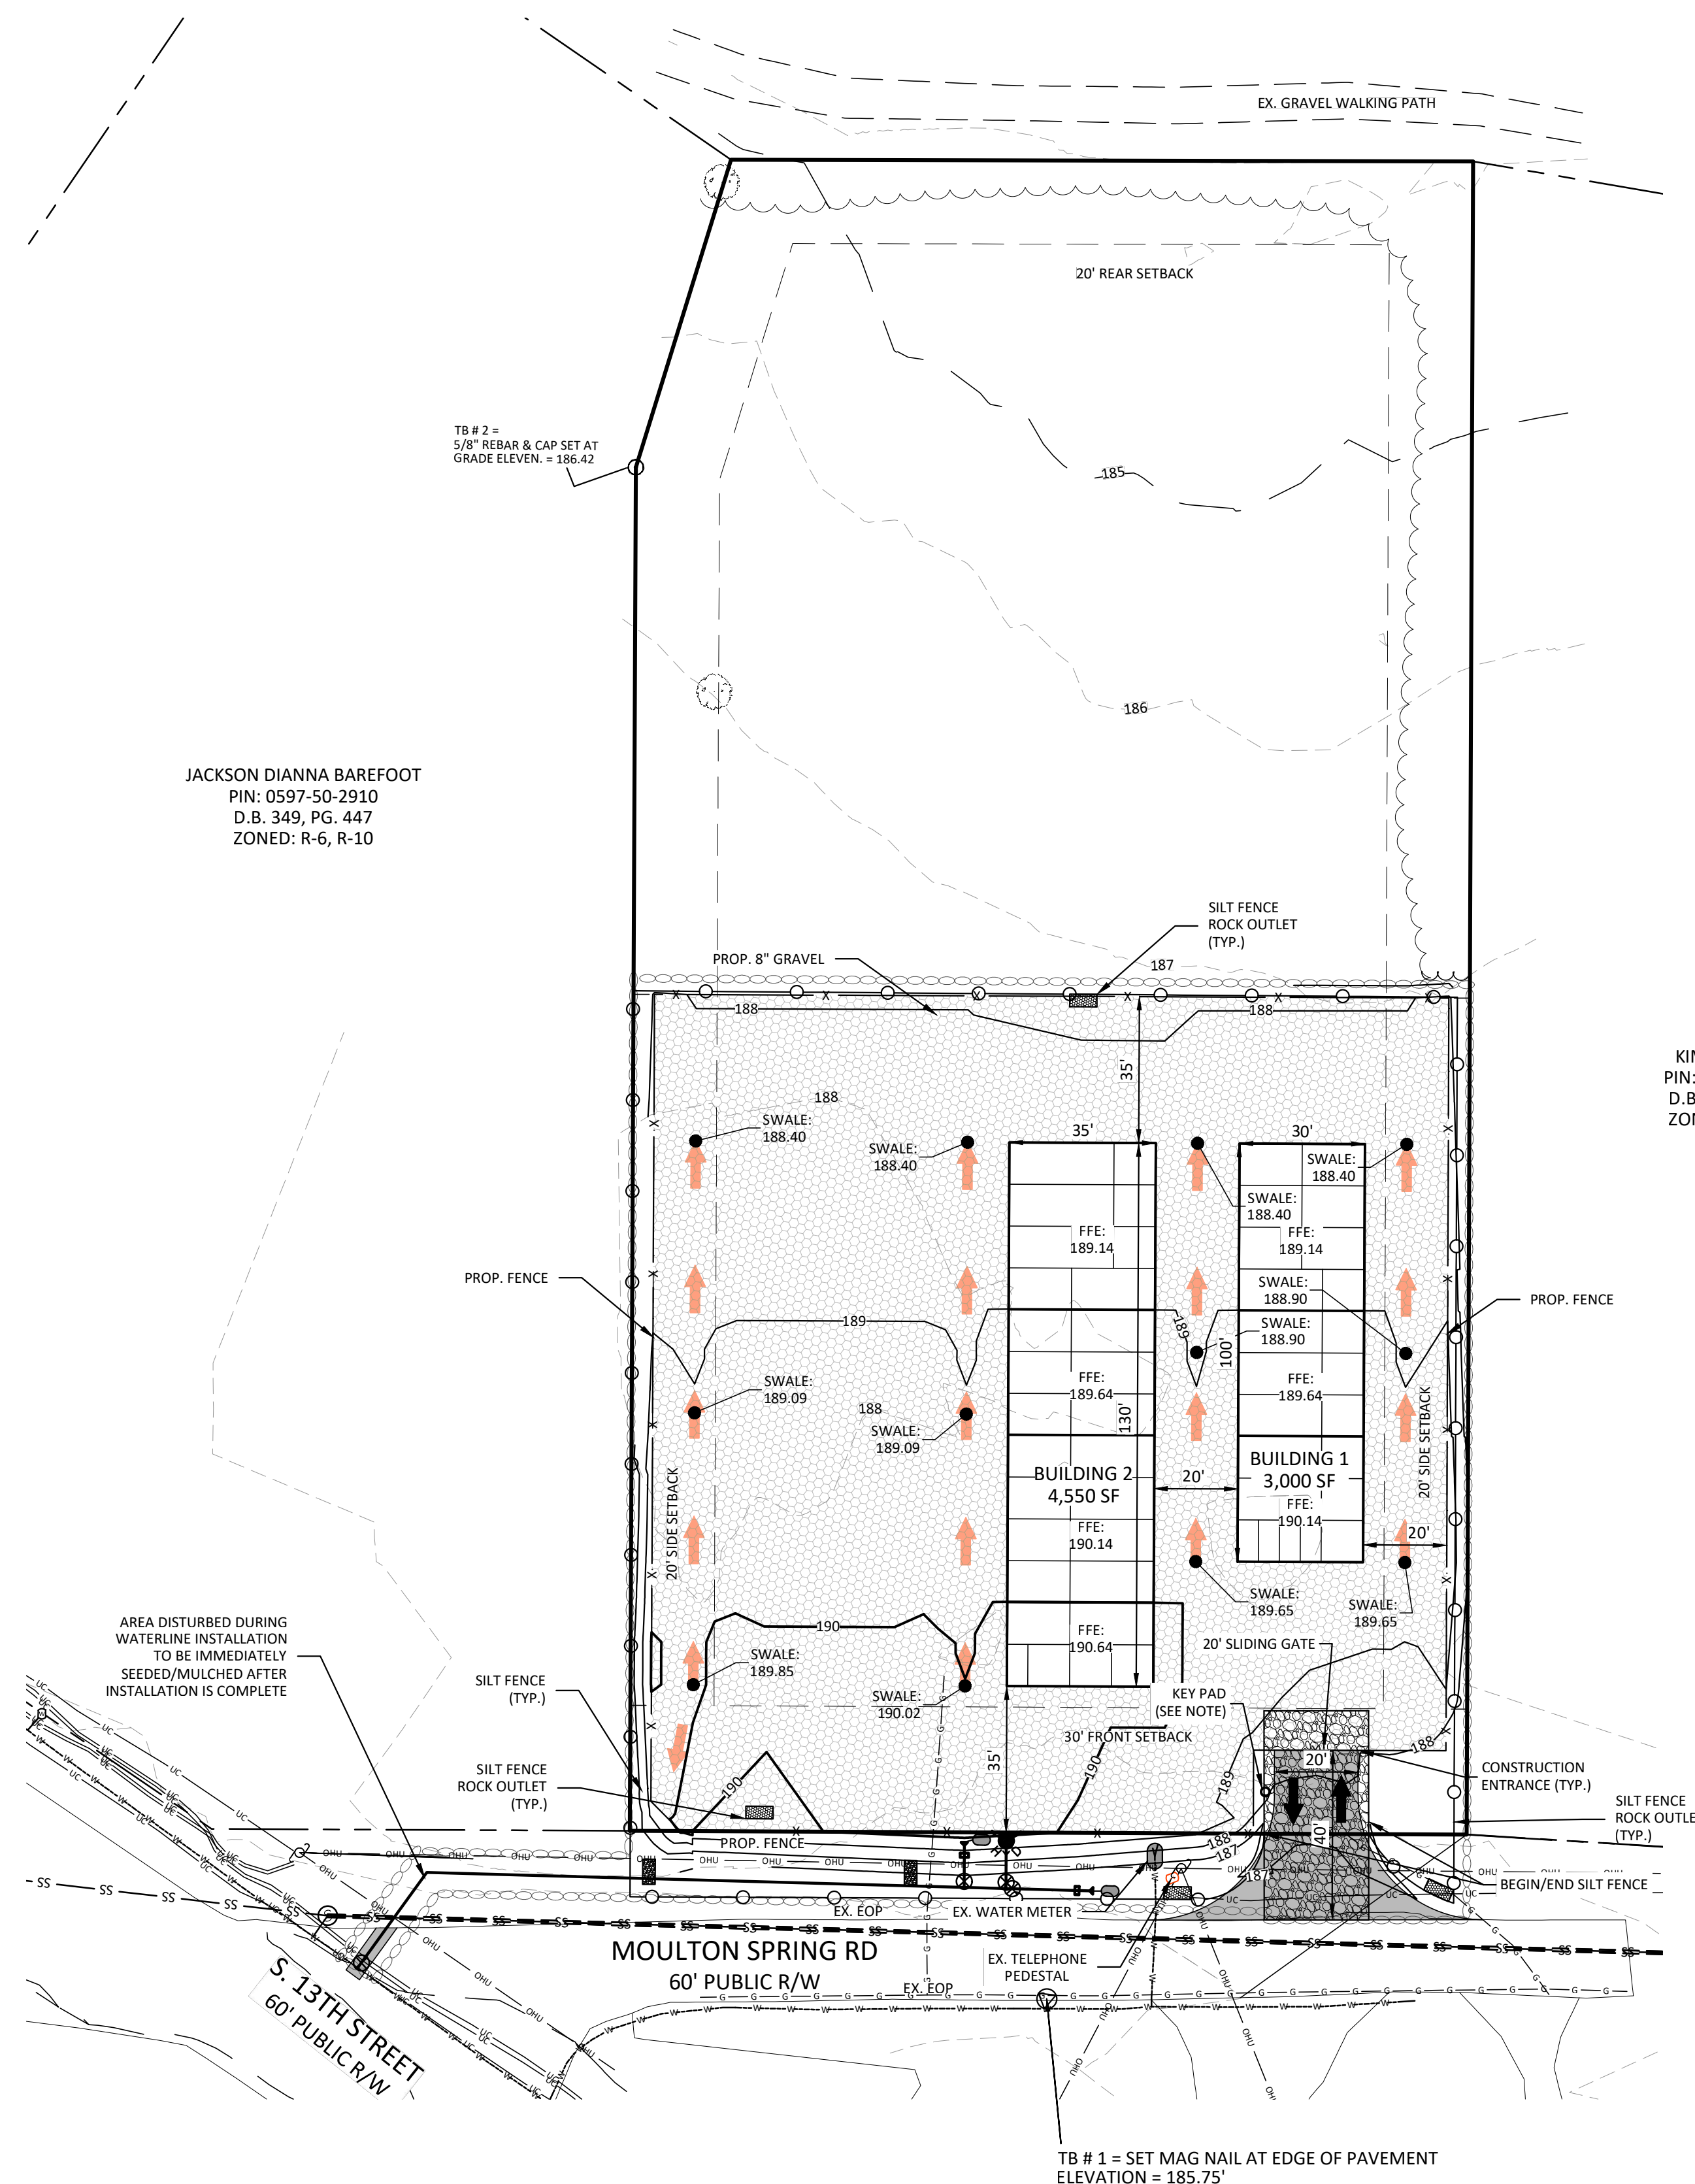 EX. GRAVEL WALKING PATH
20' REAR SETBACK
TB # 2 =
5/8" REBAR & CAP SET AT
GRADE ELEVEN. = 186.42
185
186
JACKSON DIANNA BAREFOOT
PIN: 0597-50-2910
D.B. 349, PG. 447
ZONED: R-6, R-10
SILT FENCE
ROCK OUTLET
(TYP.)
PROP. 8" GRAVEL
187
188
188
35'
KIM
PIN:
D.B
ZON
188
SWALE:
188.40
SWALE:
188.40
35'
30'
SWALE:
188.40
SWALE:
188.40
FFE:
189.14
FFE:
189.14
PROP. FENCE
SWALE:
188.90
SWALE:
188.90
PROP. FENCE
189
189
100'
SWALE:
189.09
188
SWALE:
189.09
FFE:
189.64
FFE:
189.64
130'
20' SIDE SETBACK
BUILDING 2
4,550 SF
20'
BUILDING 1
3,000 SF
20' SIDE SETBACK
FFE:
190.14
FFE:
190.14
20'
SWALE:
189.65
SWALE:
189.65
AREA DISTURBED DURING
WATERLINE INSTALLATION
TO BE IMMEDIATELY
SEEDED/MULCHED AFTER
INSTALLATION IS COMPLETE
190
FFE:
190.64
20' SLIDING GATE
SWALE:
189.85
SWALE:
190.02
KEY PAD
(SEE NOTE)
SILT FENCE
(TYP.)
30' FRONT SETBACK
188
35'
20'
CONSTRUCTION
ENTRANCE (TYP.)
SILT FENCE
ROCK OUTLET
(TYP.)
190
190
189
SILT FENCE
ROCK OUTLET
(TYP.)
40'
PROP. FENCE
188
187
187
BEGIN/END SILT FENCE
EX. EOP
EX. WATER METER
MOULTON SPRING RD
60' PUBLIC R/W
EX. TELEPHONE
PEDESTAL
EX. EOP
S. 13TH STREET
60' PUBLIC R/W
TB # 1 = SET MAG NAIL AT EDGE OF PAVEMENT
ELEVATION = 185.75'